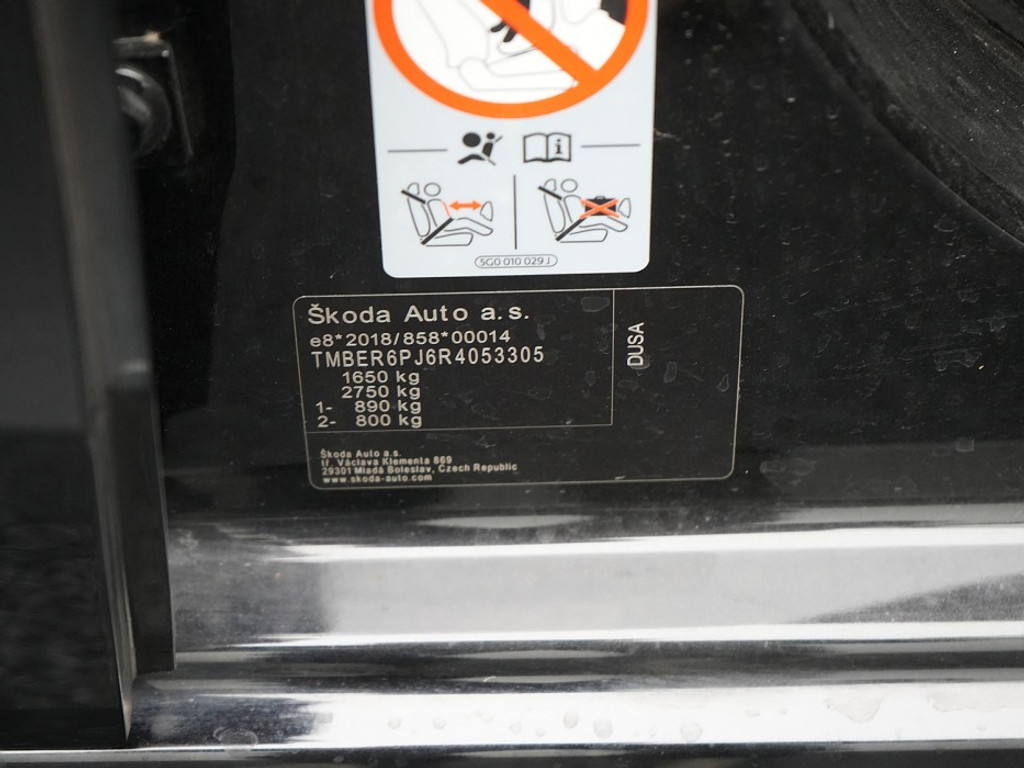 5G0 010 029 J
Škoda Auto a.s.
e8*2018/858*00014
TMBER6PJ6R4053305
1650 kg
2750 kg
1- 890 kg
2- 800 kg
DUSA
Škoda Auto a.s.
tř. Václava Klementa 869
29301 Mladá Boleslav, Czech Republic
www.skoda-auto.com